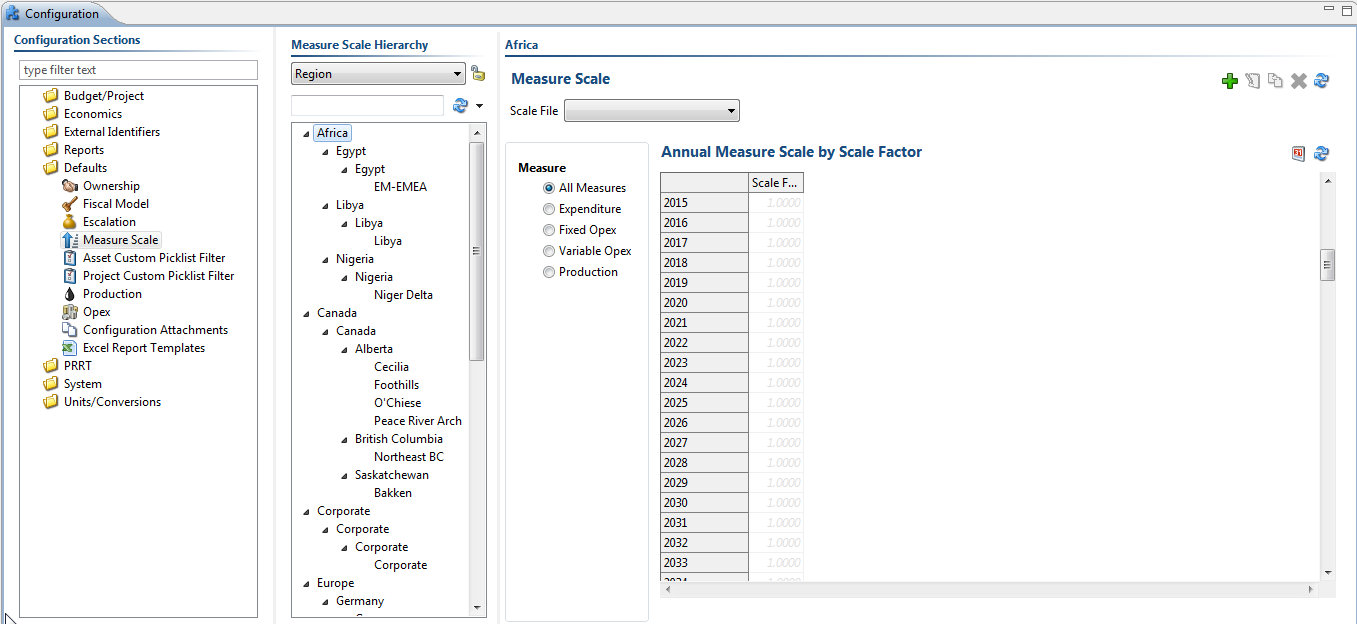 Configuration
Configuration Sections
type filter text
Budget/Project
Economics
External Identifiers
Reports
Defaults
Ownership
Fiscal Model
Escalation
Measure Scale
Asset Custom Picklist Filter
Project Custom Picklist Filter
Production
Opex
Configuration Attachments
Excel Report Templates
PRRT
System
Units/Conversions
Measure Scale Hierarchy
Region
Africa
Egypt
Egypt
EM-EMEA
Libya
Libya
Libya
Nigeria
Nigeria
Niger Delta
Canada
Canada
Alberta
Cecilia
Foothills
O'Chiese
Peace River Arch
British Columbia
Northeast BC
Saskatchewan
Bakken
Corporate
Corporate
Corporate
Corporate
Europe
Germany
Africa
Measure Scale
Scale File
Measure
All Measures
Expenditure
Fixed Opex
Variable Opex
Production
Annual Measure Scale by Scale Factor
Scale F...
2015 1.0000
2016 1.0000
2017 1.0000
2018 1.0000
2019 1.0000
2020 1.0000
2021 1.0000
2022 1.0000
2023 1.0000
2024 1.0000
2025 1.0000
2026 1.0000
2027 1.0000
2028 1.0000
2029 1.0000
2030 1.0000
2031 1.0000
2032 1.0000
2033 1.0000
2034 1.0000